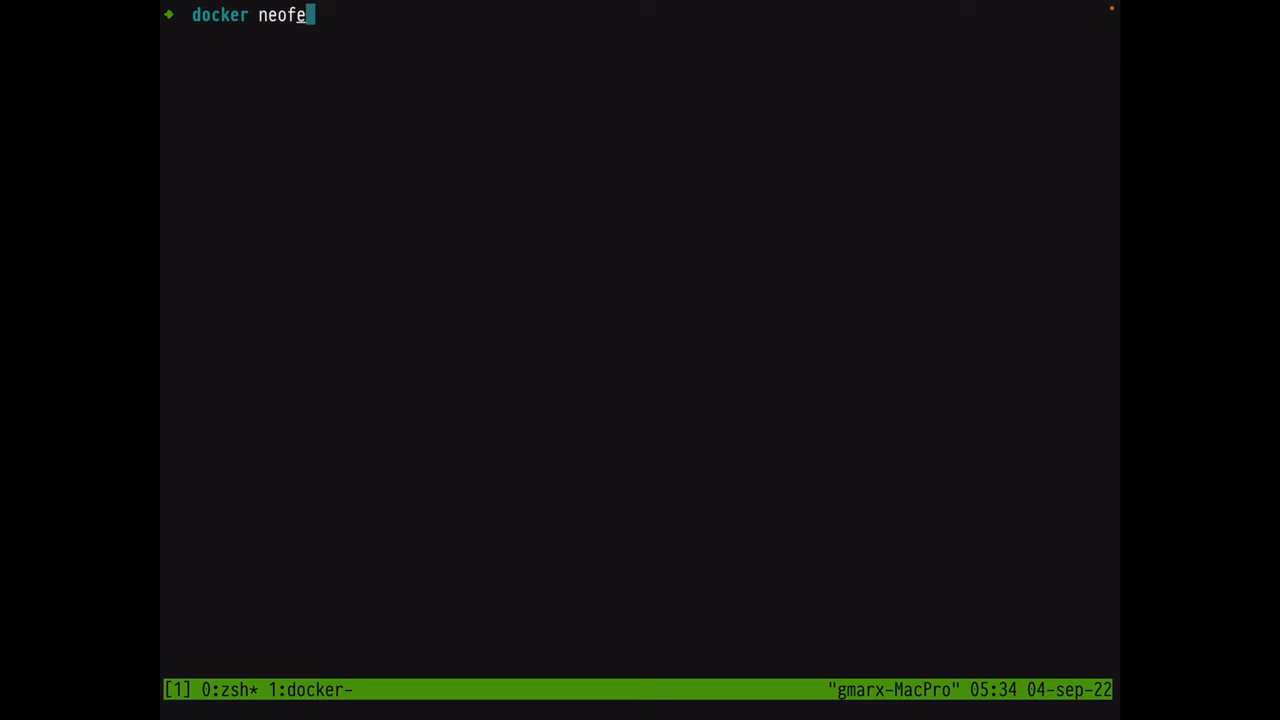 ➜ docker neofe
[1] 0:zsh* 1:docker- "gmarx-MacPro" 05:34 04-sep-22